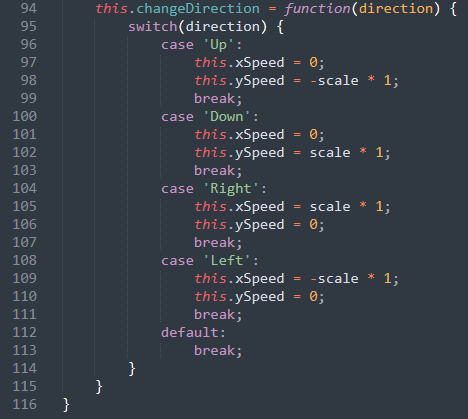 94 this.changeDirection = function(direction) {
95 switch(direction) {
96 case 'Up':
97 this.xSpeed = 0;
98 this.ySpeed = -scale * 1;
99 break;
100 case 'Down':
101 this.xSpeed = 0;
102 this.ySpeed = scale * 1;
103 break;
104 case 'Right':
105 this.xSpeed = scale * 1;
106 this.ySpeed = 0;
107 break;
108 case 'Left':
109 this.xSpeed = -scale * 1;
110 this.ySpeed = 0;
111 break;
112 default:
113 break;
114 }
115 }
116 }